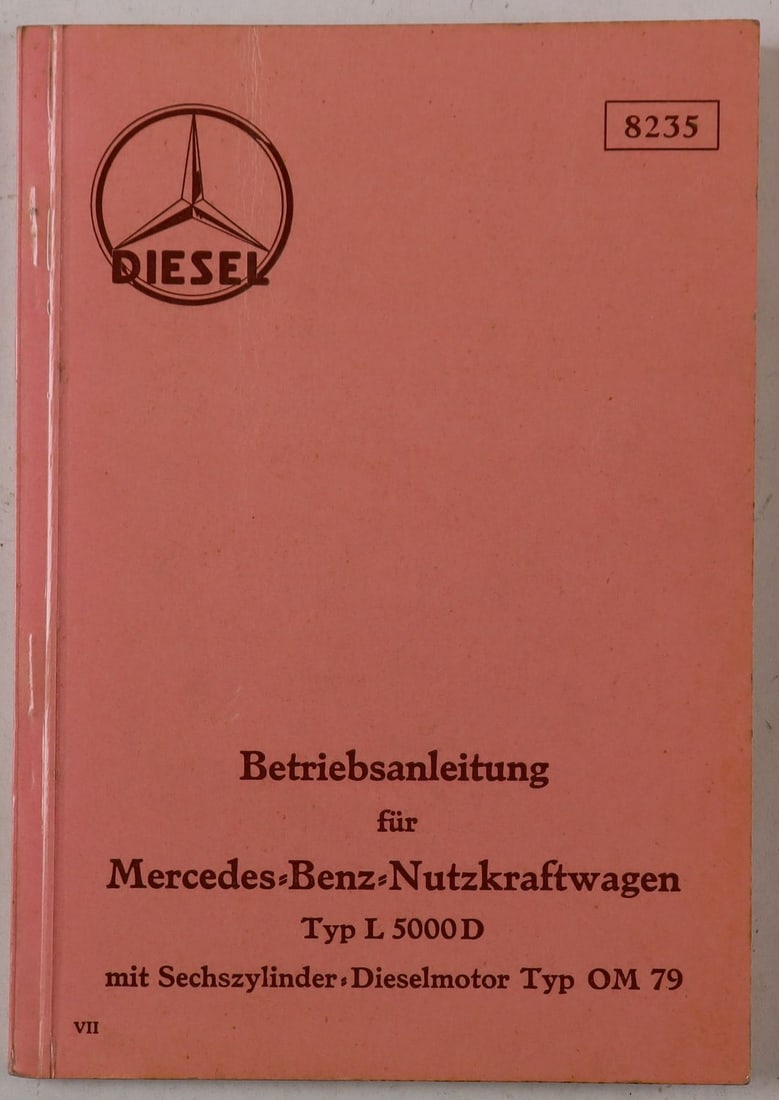 8235
DIESEL
Betriebsanleitung
für
Mercedes-Benz-Nutzkraftwagen
Typ L 5000 D
mit Sechszylinder-Dieselmotor Typ OM 79
VII